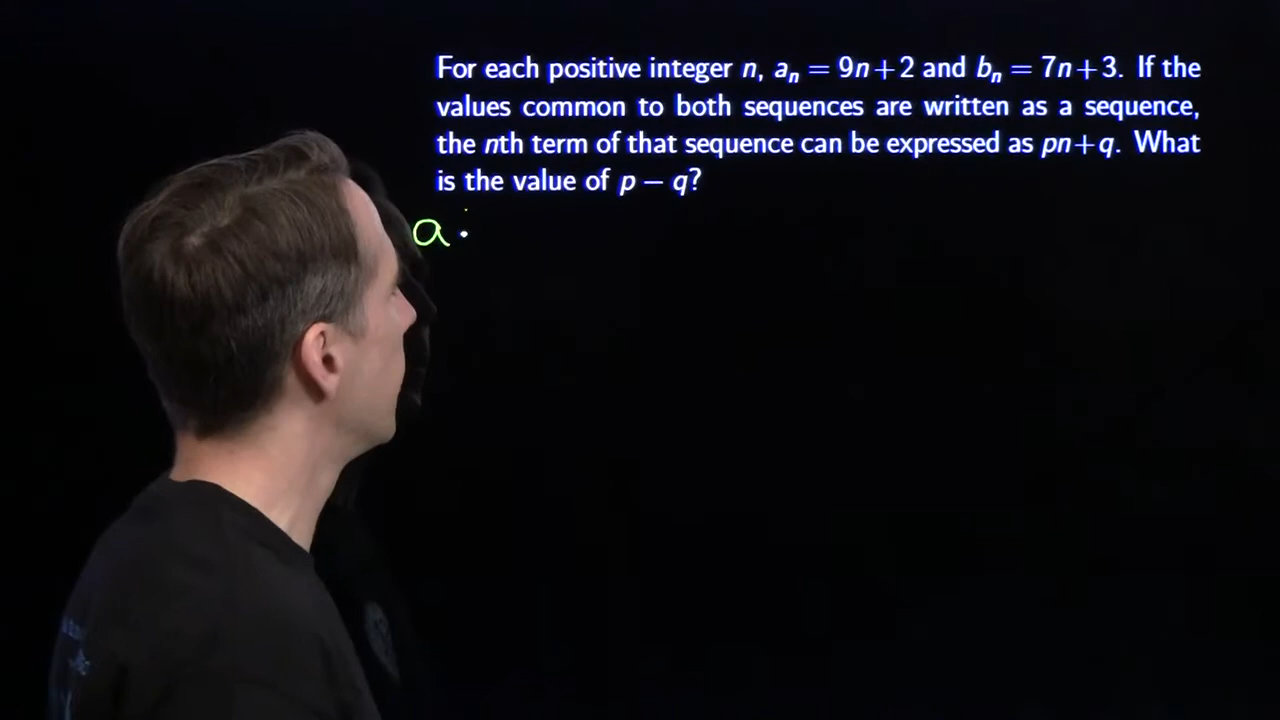 For each positive integer n, aₙ = 9n+2 and bₙ = 7n+3. If the
values common to both sequences are written as a sequence,
the nth term of that sequence can be expressed as pn+q. What
is the value of p − q?
a :